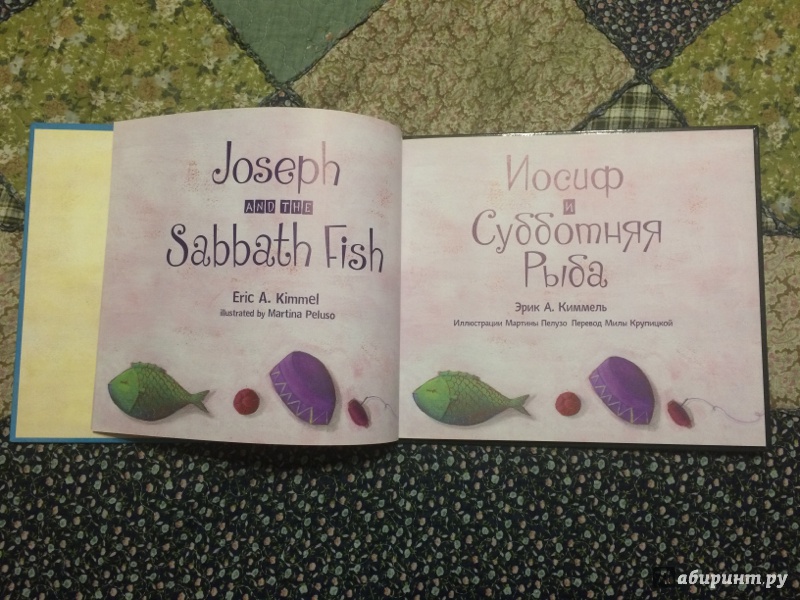 Joseph
AND THE
Sabbath Fish
Eric A. Kimmel
illustrated by Martina Peluso
Иосиф
и
Субботняя
Рыба
Эрик А. Киммель
Иллюстрации Мартины Пелузо Перевод Милы Крупицкой
Лабиринт.ру